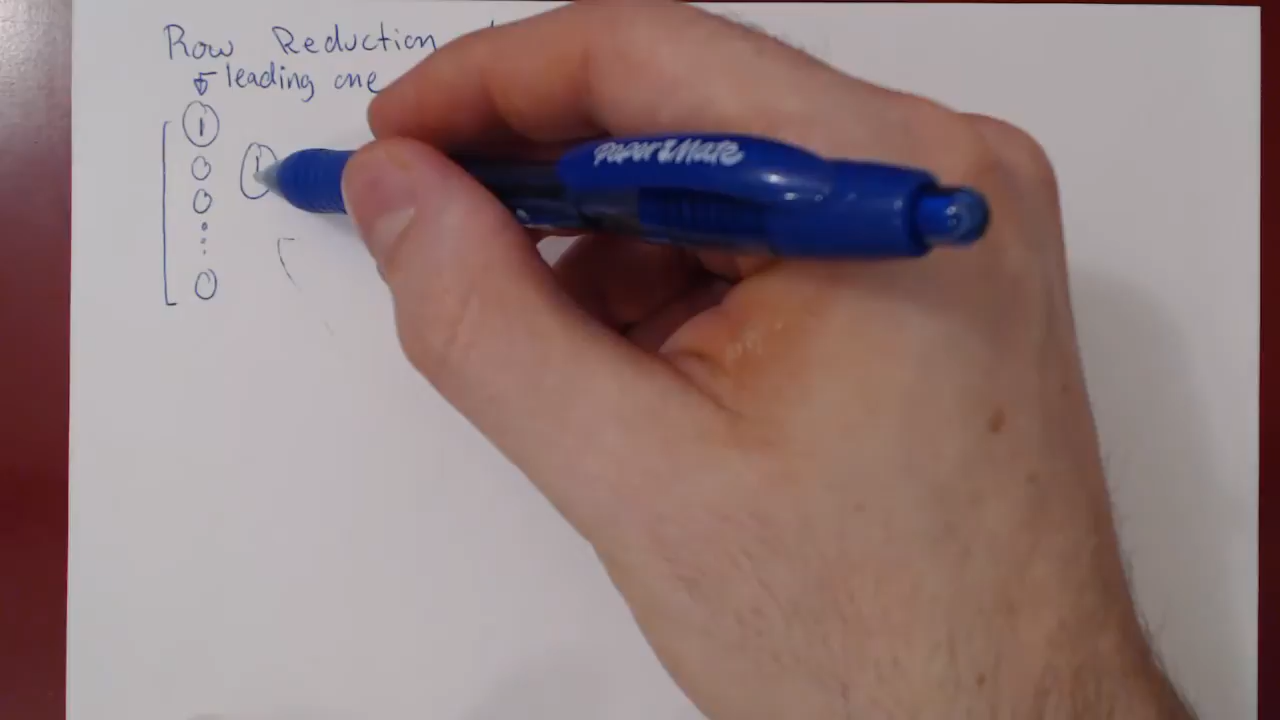 Row Reduction
leading one
1
0 1
0
⋮
0
PAPER MATE